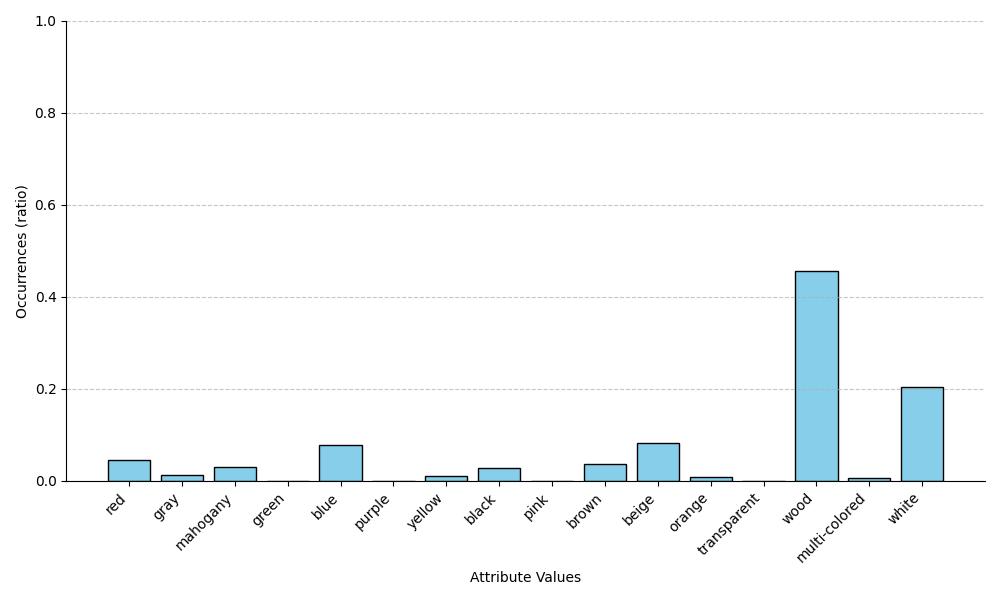 1.0
0.8
0.6
0.4
0.2
0.0
Occurrences (ratio)
red
gray
mahogany
green
blue
purple
yellow
black
pink
brown
beige
orange
transparent
wood
multi-colored
white
Attribute Values